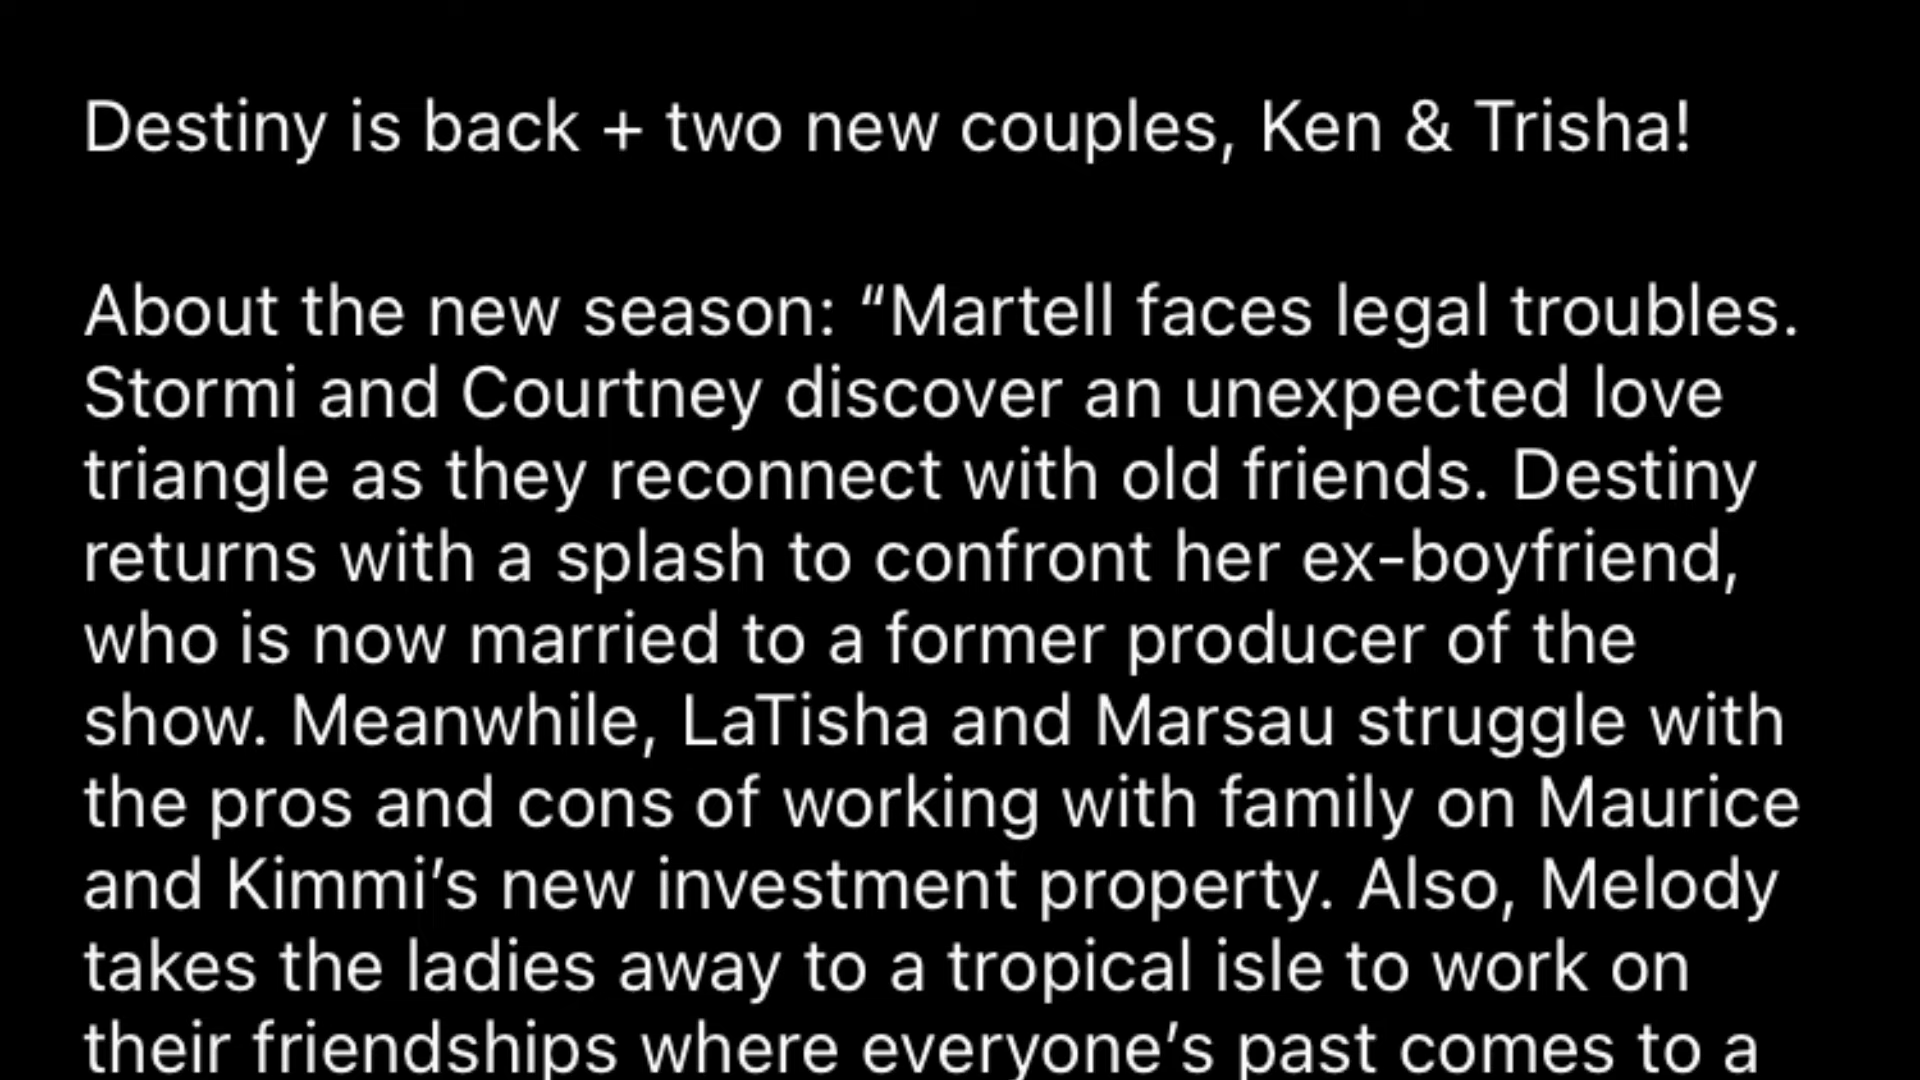 Destiny is back + two new couples, Ken & Trisha!
About the new season: “Martell faces legal troubles.
Stormi and Courtney discover an unexpected love
triangle as they reconnect with old friends. Destiny
returns with a splash to confront her ex-boyfriend,
who is now married to a former producer of the
show. Meanwhile, LaTisha and Marsau struggle with
the pros and cons of working with family on Maurice
and Kimmi’s new investment property. Also, Melody
takes the ladies away to a tropical isle to work on
their friendships where everyone’s past comes to a